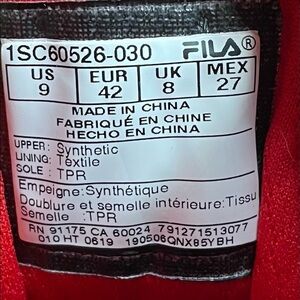 1SC60526-030 FILA®
US EUR UK MEX
9 42 8 27
MADE IN CHINA
FABRIQUÉ EN CHINE
HECHO EN CHINA
UPPER: Synthetic
LINING: Textile
SOLE : TPR
Empeigne:Synthétique
Doublure et semelle intérieure:Tissu
Semelle :TPR
RN 91175 CA 60024 791271513077
010 HT 0619 190506QNX85YBH